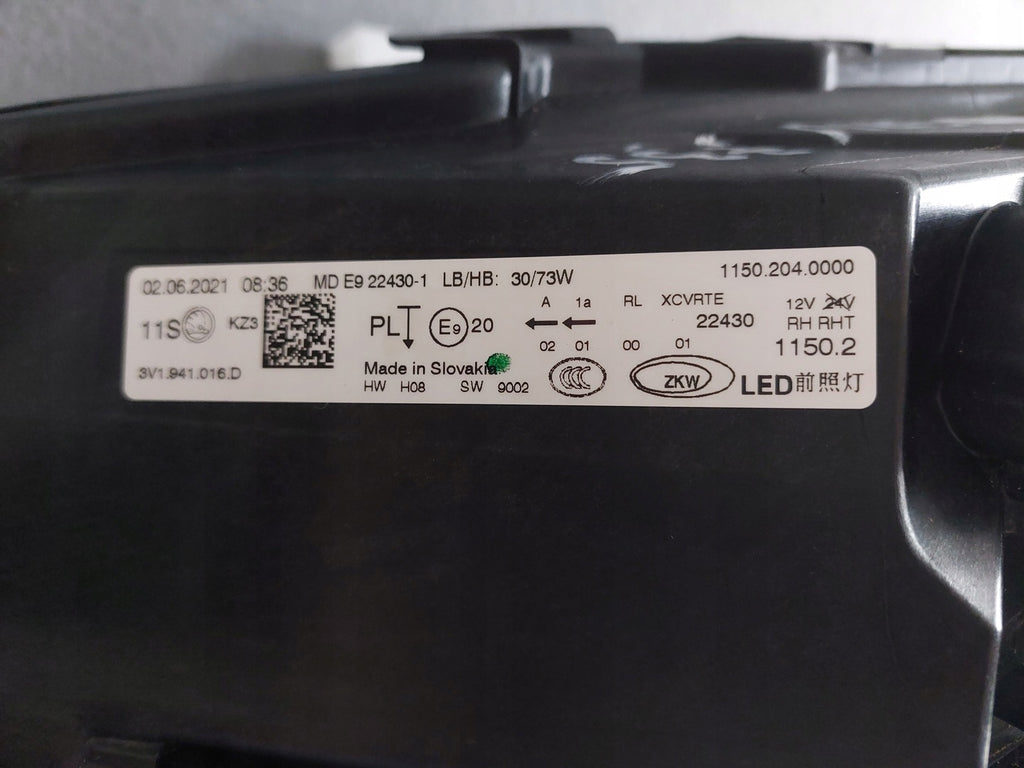 02.06.2021 08:36 MD E9 22430-1 LB/HB: 30/73W 1150.204.0000
11S KZ3 PL E9 20 A 1a RL XCVRTE 12V 24V
22430 RH RHT
02 01 00 01 1150.2
3V1.941.016.D Made in Slovakia CCC ZKW LED前照灯
HW H08 SW 9002